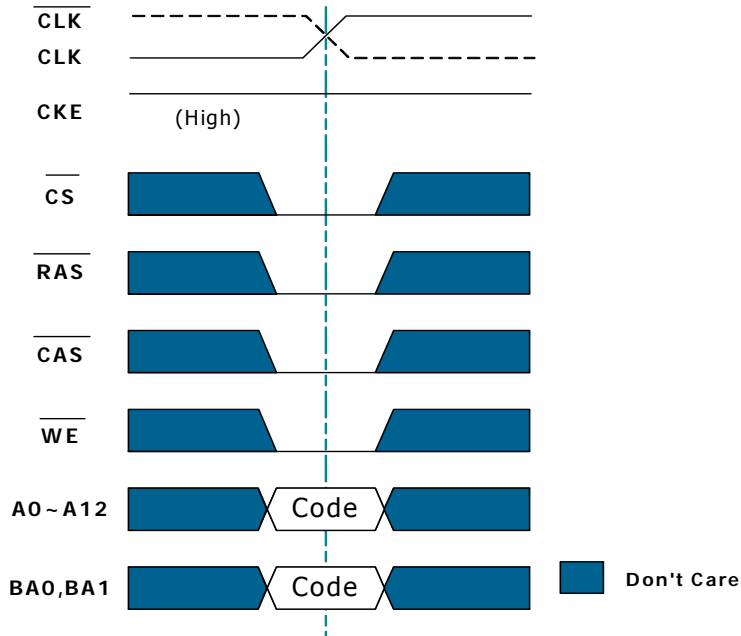 CLK
CLK
CKE
(High)
CS
RAS
CAS
WE
A0~A12
Code
BA0,BA1
Code
Don't Care